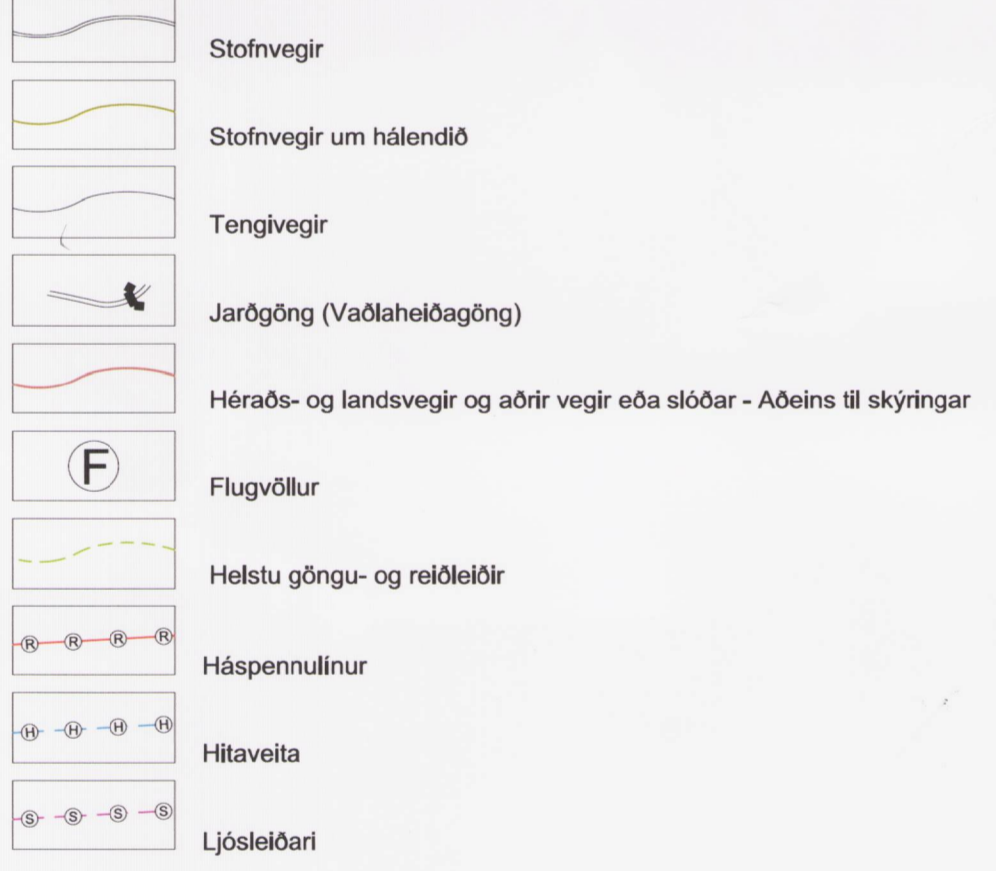 Stofnvegir
Stofnvegir um hálendið
Tengivegir
Jarðgöng (Vaðlaheiðagöng)
Héraðs- og landsvegir og aðrir vegir eða slóðar - Aðeins til skýringar
F
Flugvöllur
Helstu göngu- og reiðleiðir
R R R R
Háspennulínur
H H H H
Hitaveita
S S S S
Ljósleiðari